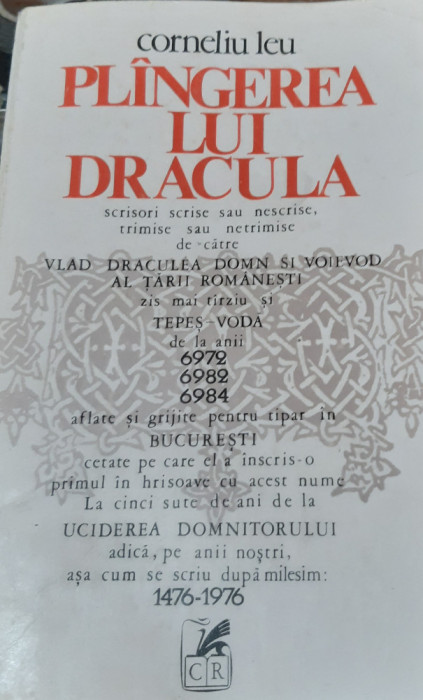 corneliu leu
PLÎNGEREA
LUI
DRACULA
scrisori scrise sau nescrise,
trimise sau netrimise
de-către
VLAD DRACULEA DOMN SI VOIEVOD
AL ȚĂRII ROMÂNEȘTI
zis mai tîrziu și
TEPEȘ-VODĂ
de la anii
6972
6982
6984
aflate și grijite pentru tipar în
BUCUREȘTI
cetate pe care el a înscris-o
primul în hrisoave cu acest nume
La cinci sute de ani de la
UCIDEREA DOMNITORULUI
adică, pe anii noștri,
așa cum se scriu după milesim:
1476-1976
C R